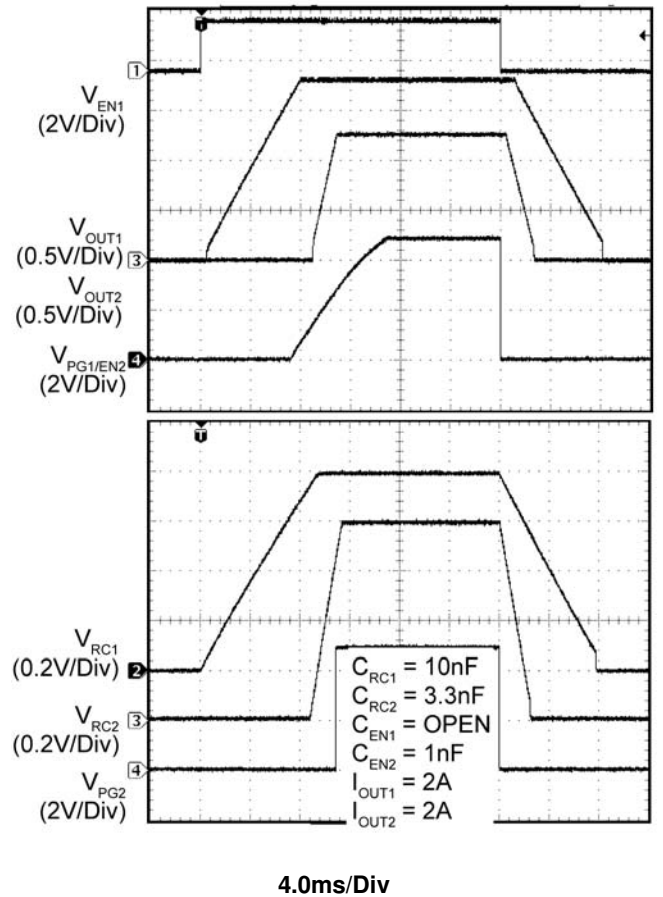 T
1
V_EN1
(2V/Div)
V_OUT1
(0.5V/Div) 3
V_OUT2
(0.5V/Div)
V_PG1/EN2 4
(2V/Div)
T
V_RC1
(0.2V/Div) 2
V_RC2 3
(0.2V/Div)
4
V_PG2
(2V/Div)
C_RC1 = 10nF
C_RC2 = 3.3nF
C_EN1 = OPEN
C_EN2 = 1nF
I_OUT1 = 2A
I_OUT2 = 2A
4.0ms/Div